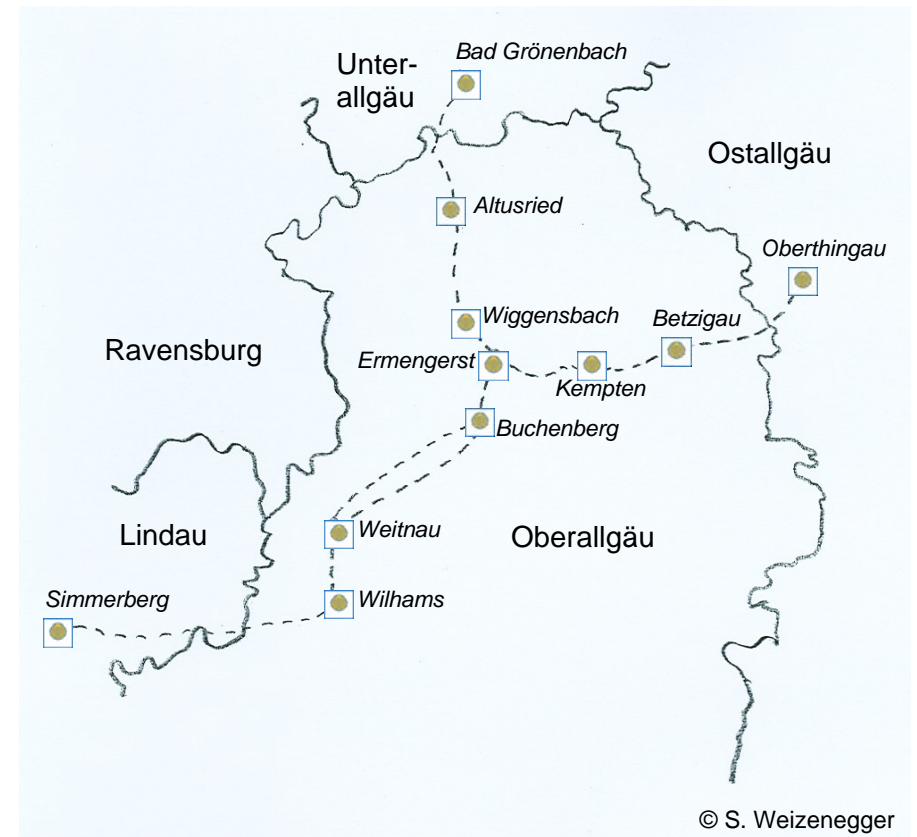 Bad Grönenbach
Unter-
allgäu
Ostallgäu
Altusried
Oberthingau
Wiggensbach
Betzigau
Ravensburg
Ermengerst
Kempten
Buchenberg
Lindau
Weitnau
Oberallgäu
Simmerberg
Wilhams
© S. Weizenegger